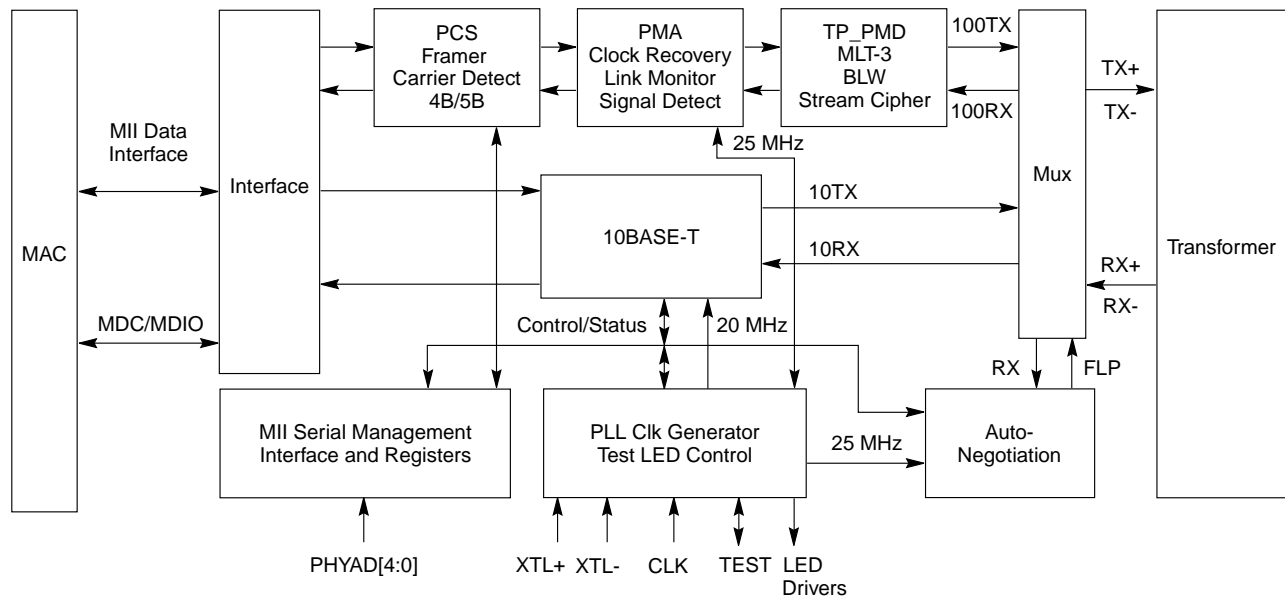 PCS
Framer
Carrier Detect
4B/5B
PMA
Clock Recovery
Link Monitor
Signal Detect
TP_PMD
MLT-3
BLW
Stream Cipher
100TX
100RX
TX+
TX-
MII Data
Interface
Interface
25 MHz
Mux
MAC
10BASE-T
10TX
10RX
Transformer
RX+
RX-
MDC/MDIO
Control/Status
20 MHz
RX
FLP
MII Serial Management
Interface and Registers
PLL Clk Generator
Test LED Control
25 MHz
Auto-
Negotiation
PHYAD[4:0]
XTL+
XTL-
CLK
TEST
LED
Drivers